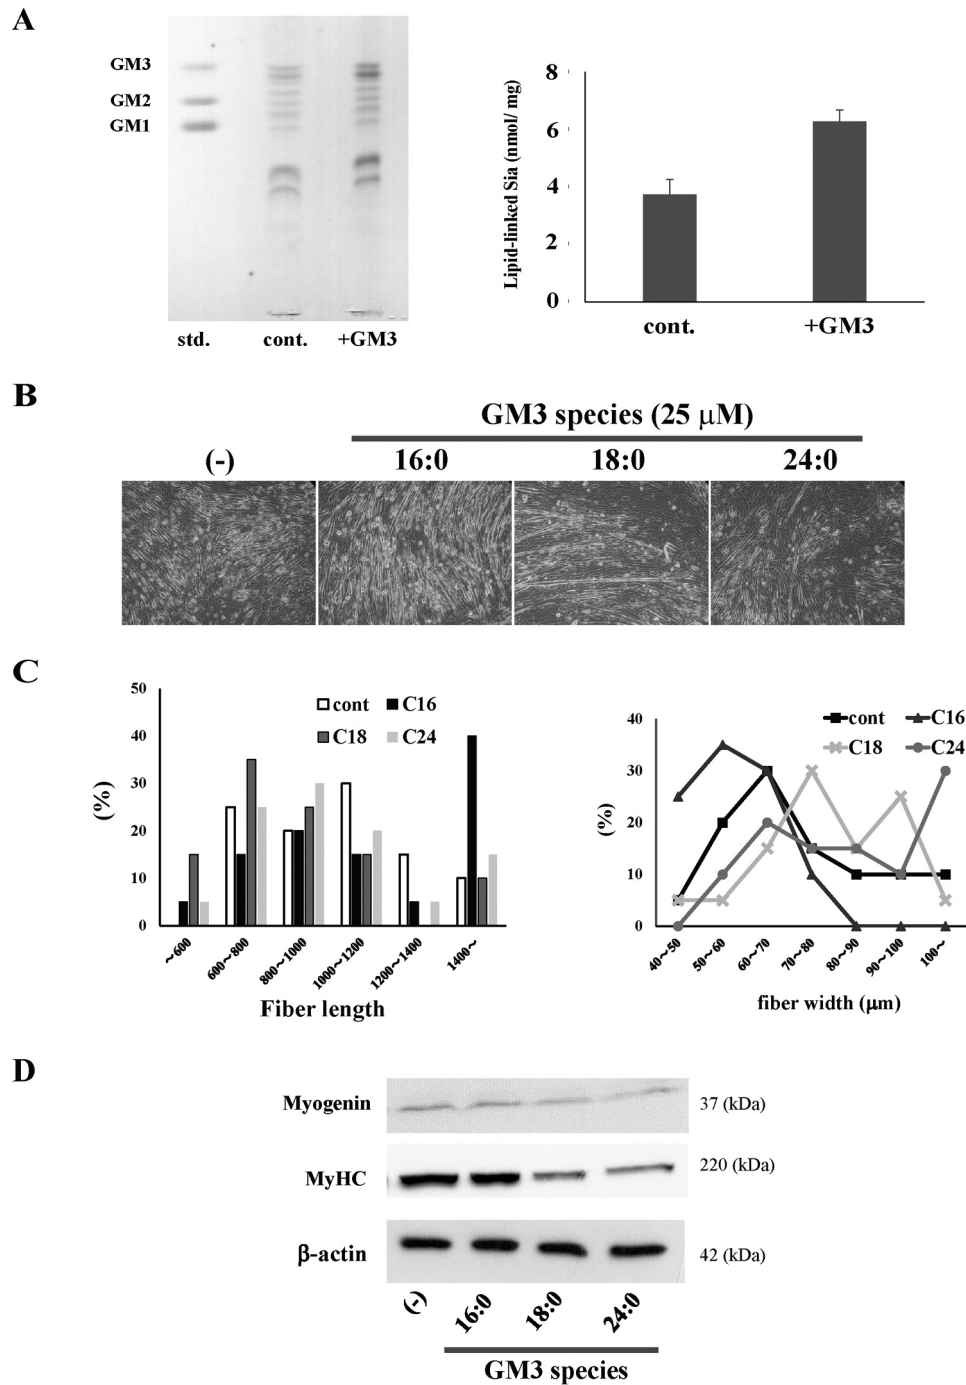 A
GM3
GM2
GM1
std.
cont.
+GM3
Lipid-linked Sia (nmol/ mg)
8
6
4
2
0
cont.
+GM3
B
GM3 species (25 μM)
(-)
16:0
18:0
24:0
C
(%)
50
40
30
20
10
0
cont
C16
C18
C24
~600
600~800
800~1000
1000~1200
1200~1400
1400~
Fiber length
(%)
40
30
20
10
0
cont
C16
C18
C24
40~50
50~60
60~70
70~80
80~90
90~100
100~
fiber width (μm)
D
Myogenin
37 (kDa)
MyHC
220 (kDa)
β-actin
42 (kDa)
(-)
16:0
18:0
24:0
GM3 species